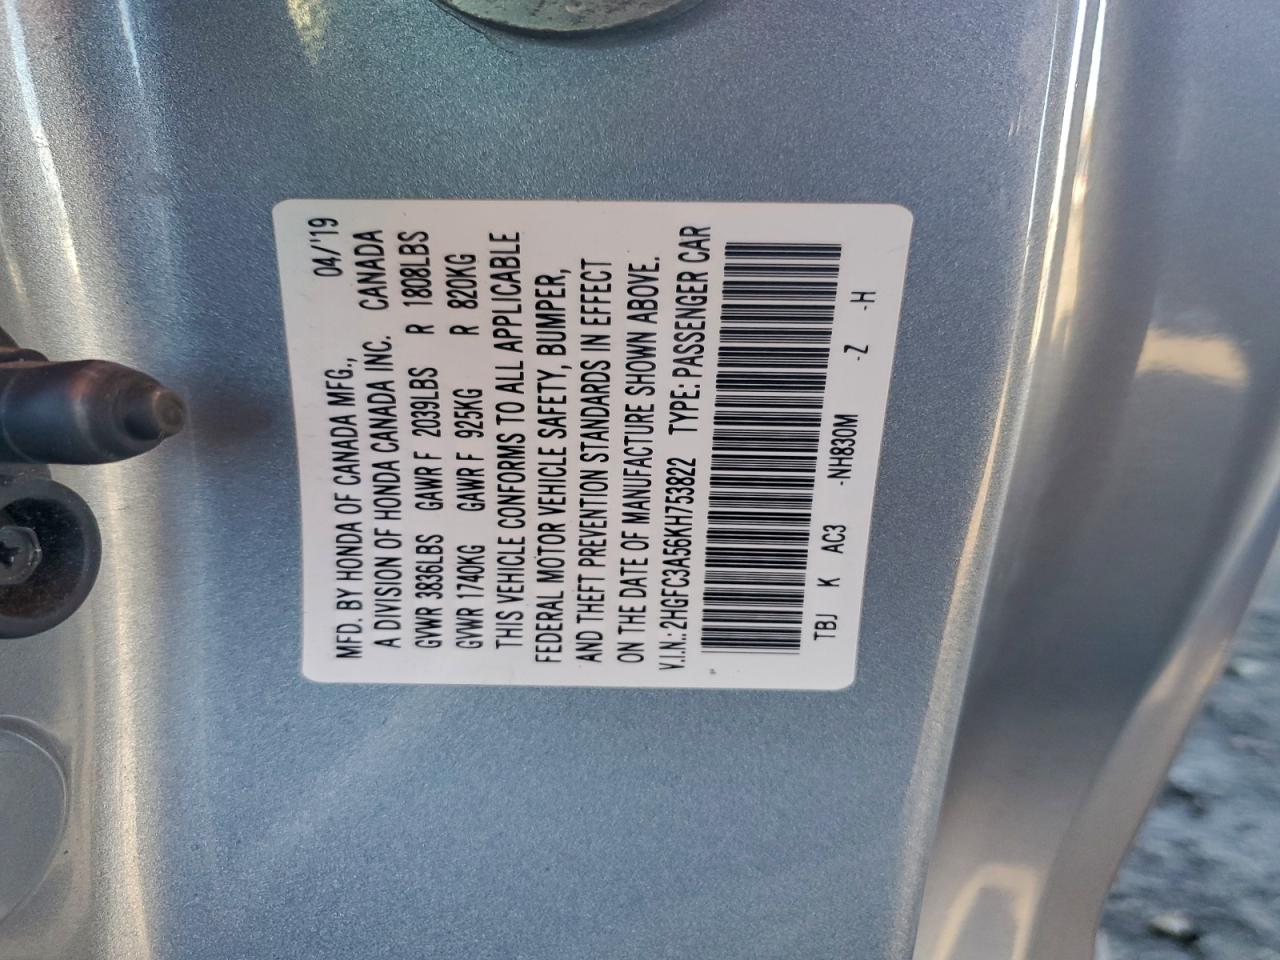 MFD. BY HONDA OF CANADA MFG., 04/'19
A DIVISION OF HONDA CANADA INC. CANADA
GVWR 3836LBS GAWR F 2039LBS R 1808LBS
GVWR 1740KG GAWR F 925KG R 820KG
THIS VEHICLE CONFORMS TO ALL APPLICABLE
FEDERAL MOTOR VEHICLE SAFETY, BUMPER,
AND THEFT PREVENTION STANDARDS IN EFFECT
ON THE DATE OF MANUFACTURE SHOWN ABOVE.
V.I.N.: 2HGFC3A56KH753822 TYPE: PASSENGER CAR
TBJ K AC3 -NH830M -Z -H